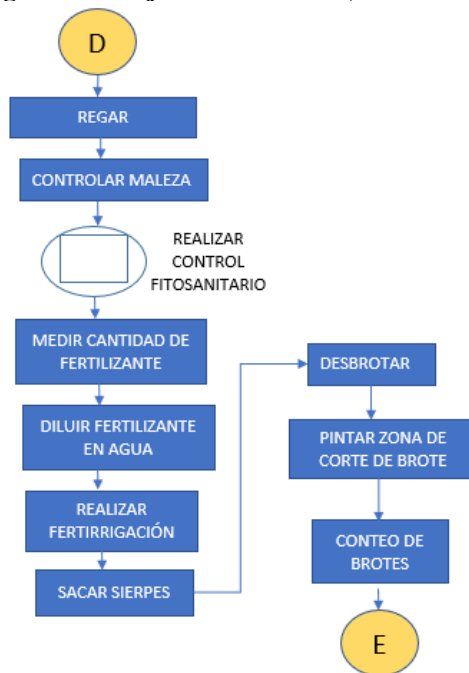 D
REGAR
CONTROLAR MALEZA
REALIZAR
CONTROL
FITOSANITARIO
MEDIR CANTIDAD DE
FERTILIZANTE
DILUIR FERTILIZANTE
EN AGUA
REALIZAR
FERTIRRIGACIÓN
SACAR SIERPES
DESBROTAR
PINTAR ZONA DE
CORTE DE BROTE
CONTEO DE
BROTES
E